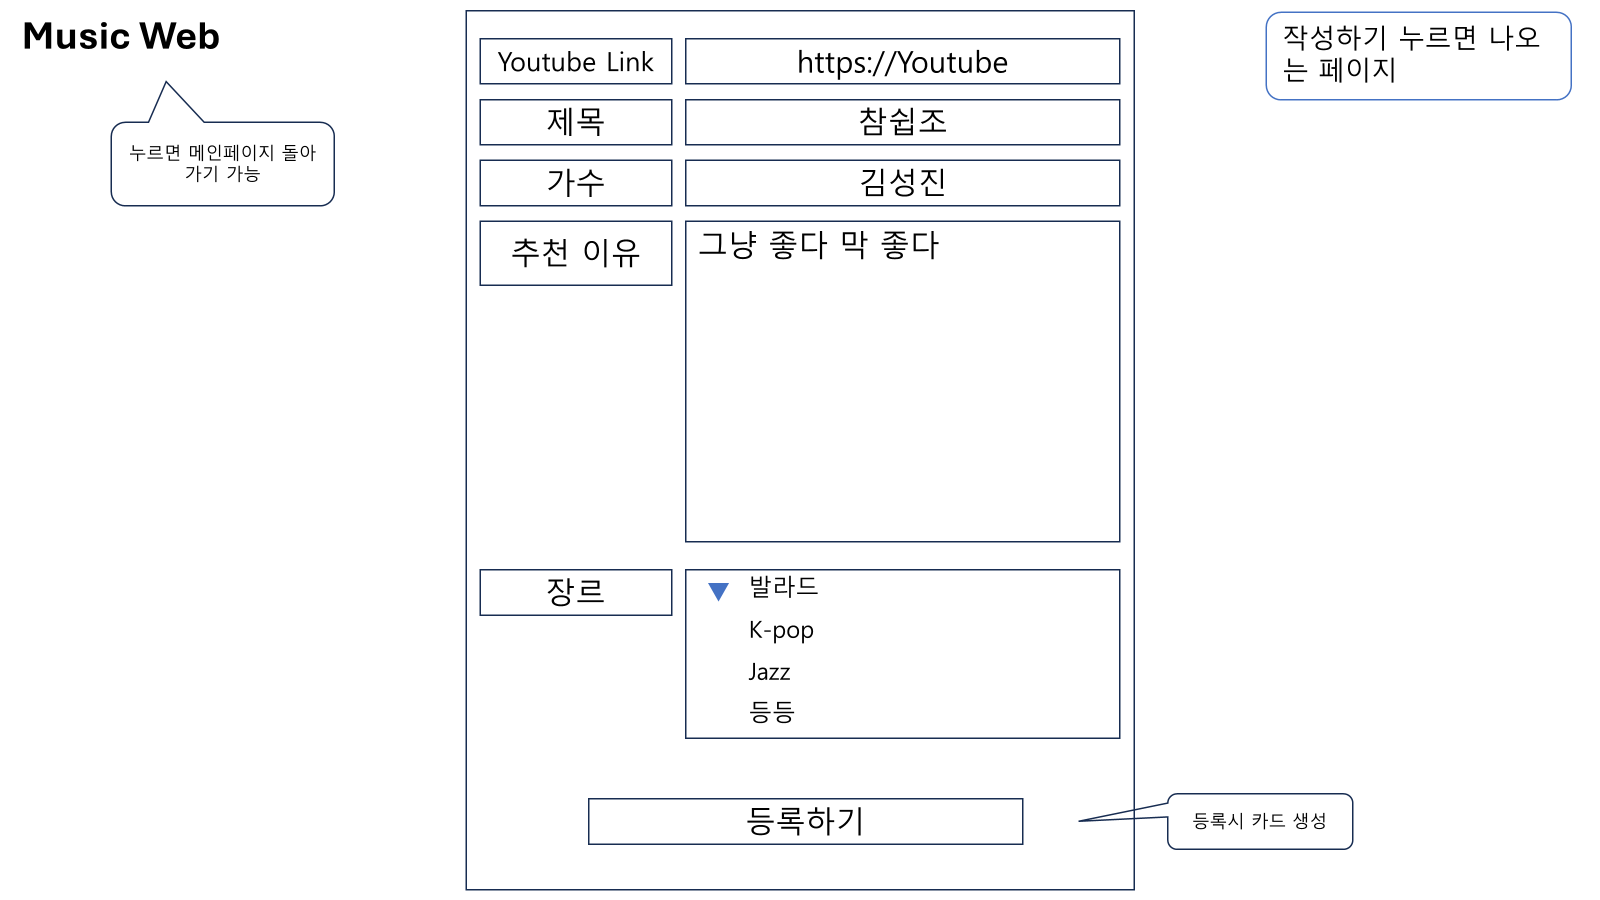 Music Web
누르면 메인페이지 돌아
가기 가능
Youtube Link
https://Youtube
제목
참쉽조
가수
김성진
추천 이유
그냥 좋다 막 좋다
장르
발라드
K-pop
Jazz
등등
등록하기
등록시 카드 생성
작성하기 누르면 나오
는 페이지